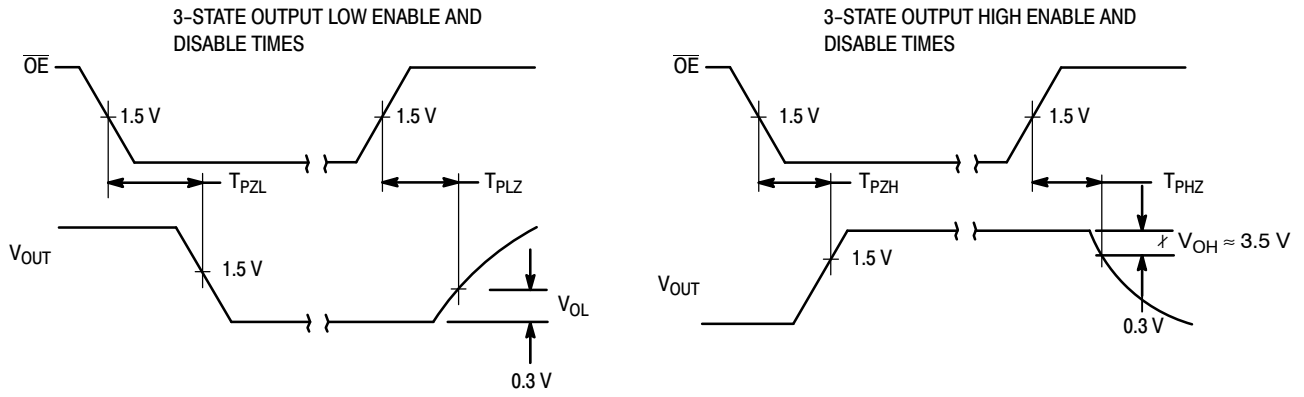 3–STATE OUTPUT LOW ENABLE AND
DISABLE TIMES
OE
1.5 V
1.5 V
TPZL
TPLZ
VOUT
1.5 V
VOL
0.3 V
3–STATE OUTPUT HIGH ENABLE AND
DISABLE TIMES
OE
1.5 V
1.5 V
TPZH
TPHZ
VOH ≈ 3.5 V
VOUT
1.5 V
0.3 V